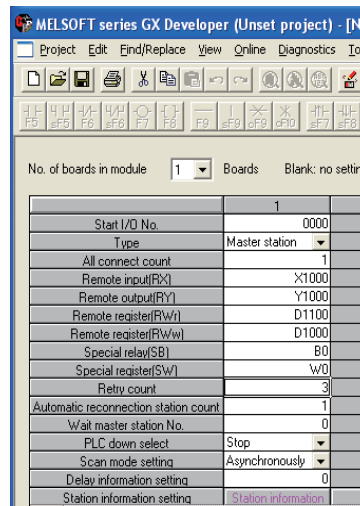 MELSOFT series GX Developer (Unset project) - [N
Project Edit Find/Replace View Online Diagnostics To
F5 sF5 F6 sF6 F7 F8 F9 sF9 cF9 cF10 sF7 sF8
No. of boards in module 1 Boards Blank: no settin
1
Start I/O No. 0000
Type Master station
All connect count 1
Remote input(RX) X1000
Remote output(RY) Y1000
Remote register(RWr) D1100
Remote register(RWw) D1000
Special relay(SB) B0
Special register(SW) W0
Retry count 3
Automatic reconnection station count 1
Wait master station No. 0
PLC down select Stop
Scan mode setting Asynchronously
Delay information setting 0
Station information setting Station information